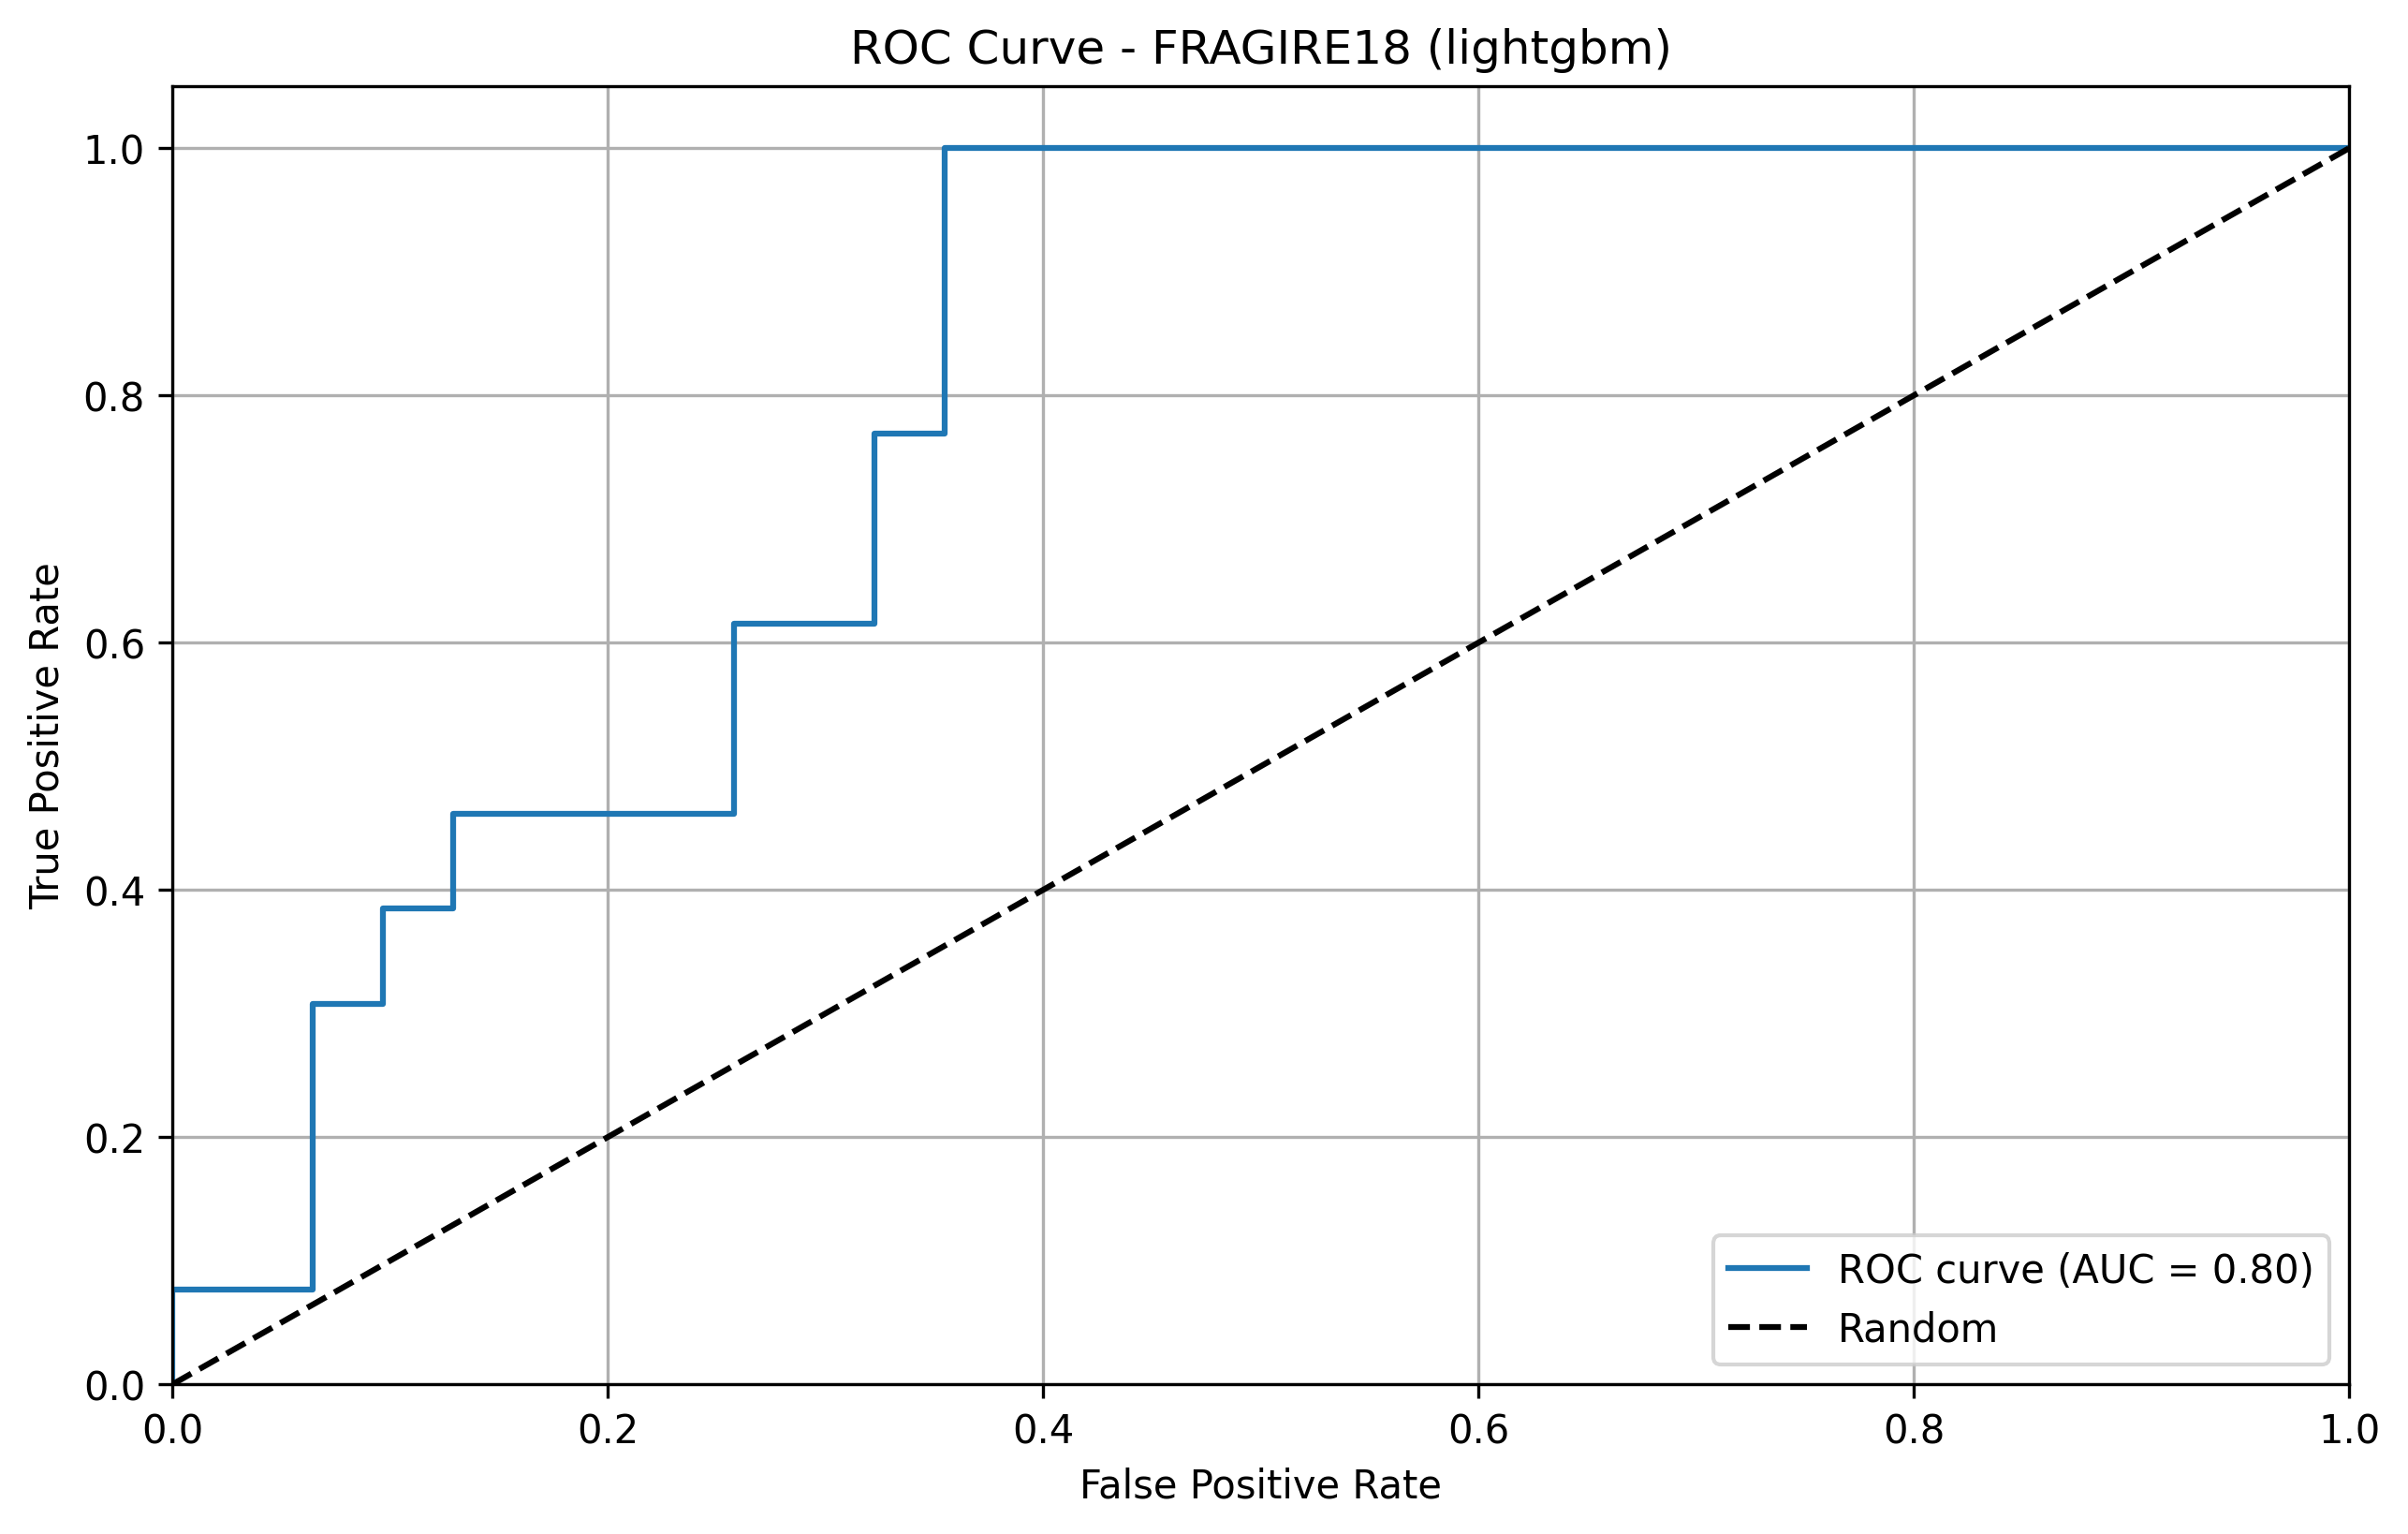 ROC Curve - FRAGIRE18 (lightgbm)
1.0
0.8
0.6
0.4
0.2
0.0
True Positive Rate
0.0 0.2 0.4 0.6 0.8 1.0
False Positive Rate
ROC curve (AUC = 0.80)
Random